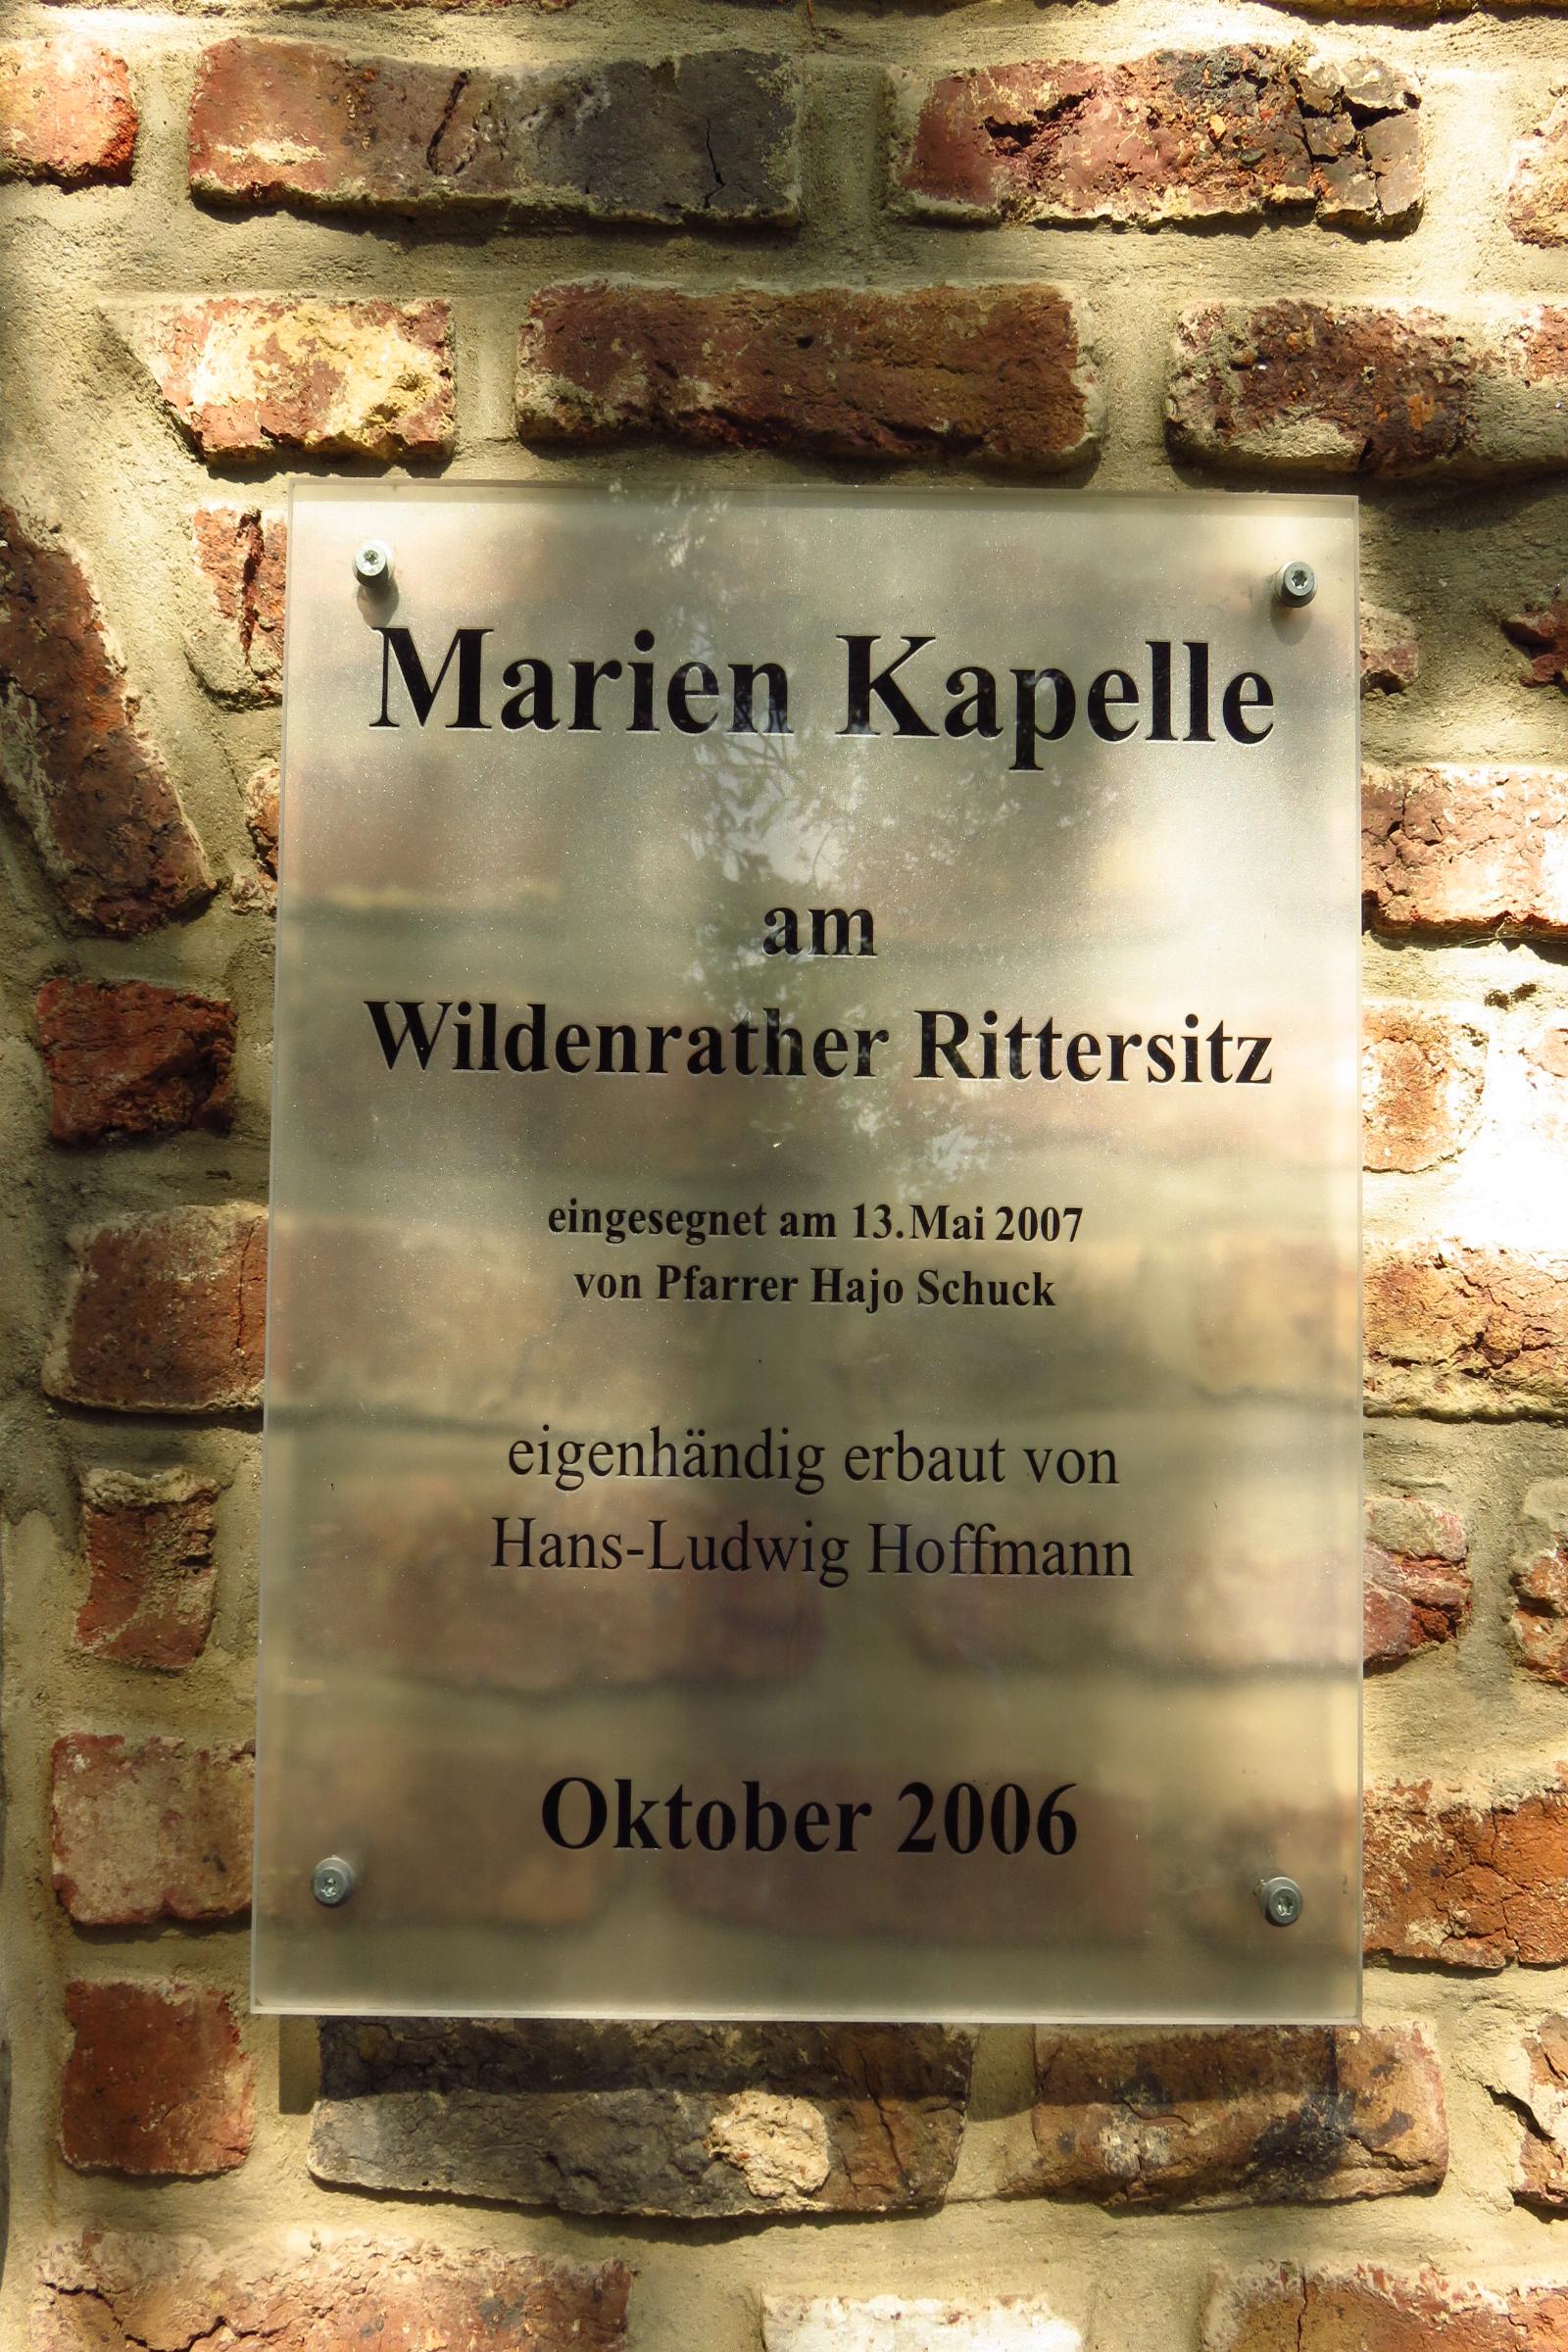 Marien Kapelle
am
Wildenrather Rittersitz
eingesegnet am 13.Mai 2007
von Pfarrer Hajo Schuck
eigenhändig erbaut von
Hans-Ludwig Hoffmann
Oktober 2006